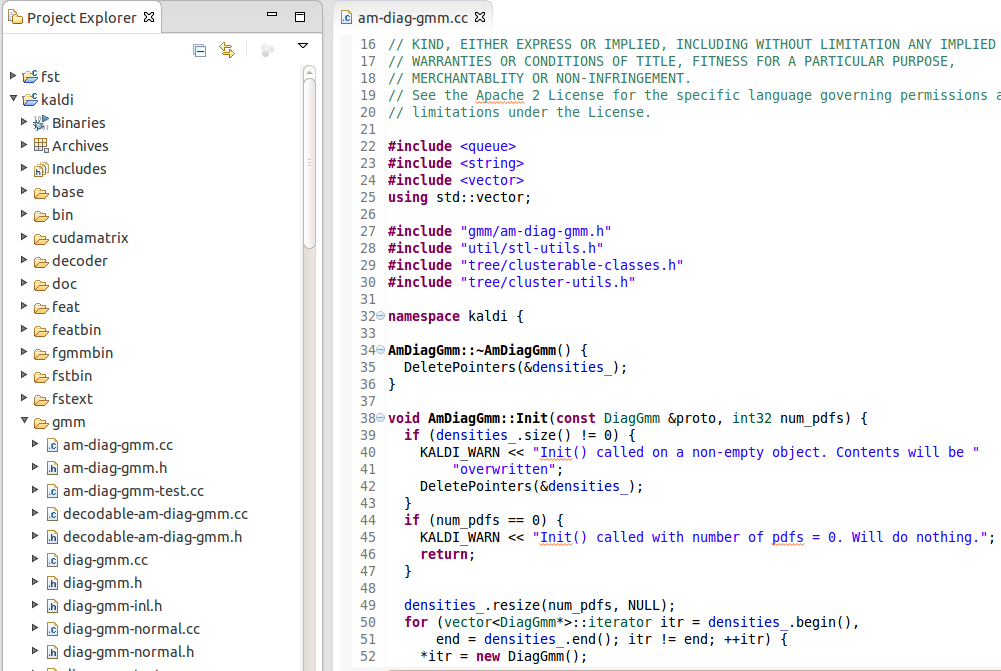 Project Explorer
fst
kaldi
Binaries
Archives
Includes
base
bin
cudamatrix
decoder
doc
feat
featbin
fgmmbin
fstbin
fstext
gmm
am-diag-gmm.cc
am-diag-gmm.h
am-diag-gmm-test.cc
decodable-am-diag-gmm.cc
decodable-am-diag-gmm.h
diag-gmm.cc
diag-gmm.h
diag-gmm-inl.h
diag-gmm-normal.cc
diag-gmm-normal.h
am-diag-gmm.cc
16 // KIND, EITHER EXPRESS OR IMPLIED, INCLUDING WITHOUT LIMITATION ANY IMPLIED
17 // WARRANTIES OR CONDITIONS OF TITLE, FITNESS FOR A PARTICULAR PURPOSE,
18 // MERCHANTABLITY OR NON-INFRINGEMENT.
19 // See the Apache 2 License for the specific language governing permissions a
20 // limitations under the License.
21
22 #include <queue>
23 #include <string>
24 #include <vector>
25 using std::vector;
26
27 #include "gmm/am-diag-gmm.h"
28 #include "util/stl-utils.h"
29 #include "tree/clusterable-classes.h"
30 #include "tree/cluster-utils.h"
31
32 namespace kaldi {
33
34 AmDiagGmm::~AmDiagGmm() {
35   DeletePointers(&densities_);
36 }
37
38 void AmDiagGmm::Init(const DiagGmm &proto, int32 num_pdfs) {
39   if (densities_.size() != 0) {
40     KALDI_WARN << "Init() called on a non-empty object. Contents will be "
41         "overwritten";
42     DeletePointers(&densities_);
43   }
44   if (num_pdfs == 0) {
45     KALDI_WARN << "Init() called with number of pdfs = 0. Will do nothing.";
46     return;
47   }
48
49   densities_.resize(num_pdfs, NULL);
50   for (vector<DiagGmm*>::iterator itr = densities_.begin(),
51       end = densities_.end(); itr != end; ++itr) {
52     *itr = new DiagGmm();